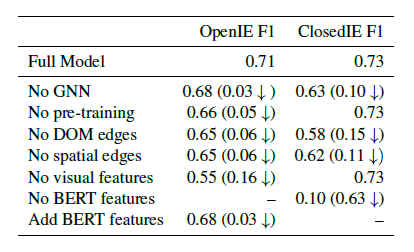 OpenIE F1 ClosedIE F1
Full Model 0.71 0.73
No GNN 0.68 (0.03 ↓ ) 0.63 (0.10 ↓)
No pre-training 0.66 (0.05 ↓) 0.73
No DOM edges 0.65 (0.06 ↓) 0.58 (0.15 ↓)
No spatial edges 0.65 (0.06 ↓) 0.62 (0.11 ↓)
No visual features 0.55 (0.16 ↓) 0.73
No BERT features – 0.10 (0.63 ↓)
Add BERT features 0.68 (0.03 ↓) –